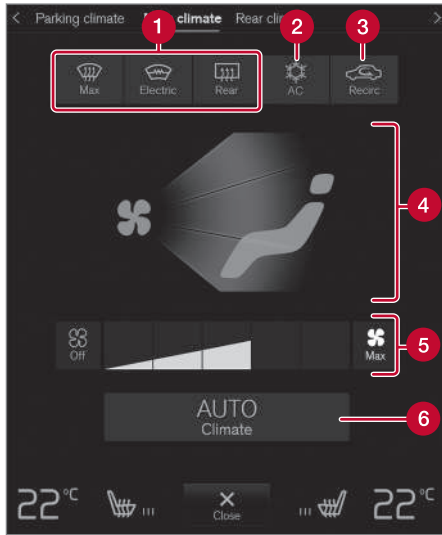 Parking climate climate Rear
1 2 3
Max Electric Rear AC Recirc
4
Off Max 5
AUTO 6
Climate
22°C 22°C
Close